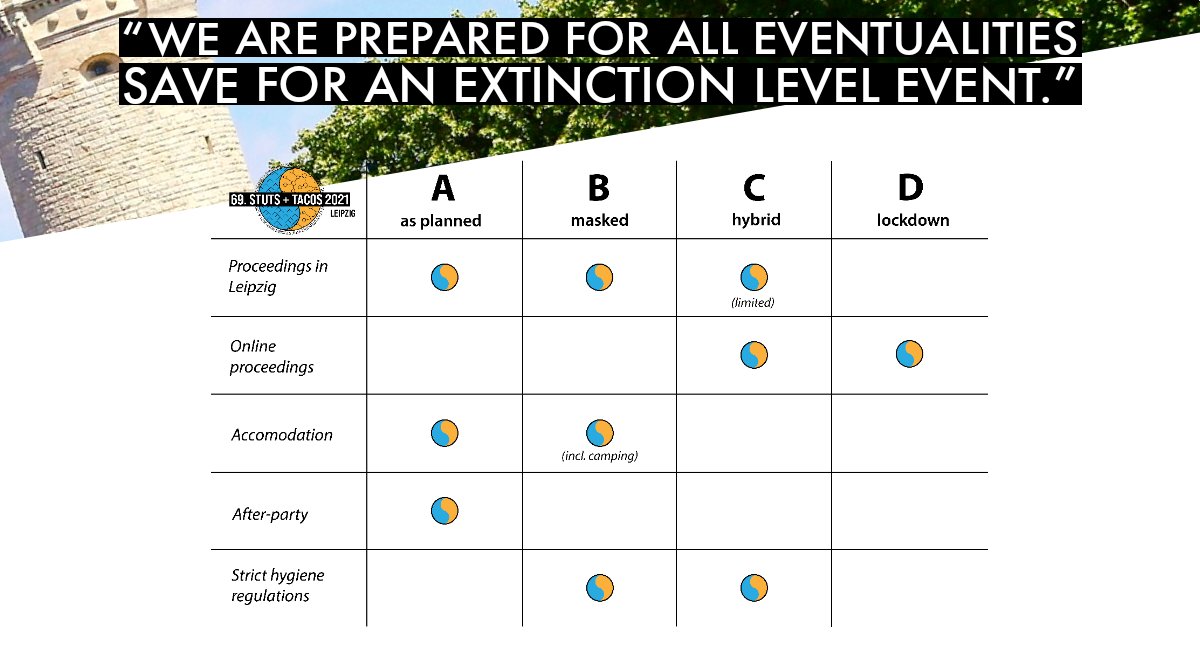 “WE ARE PREPARED FOR ALL EVENTUALITIES
SAVE FOR AN EXTINCTION LEVEL EVENT.”
69. STUTS + TACOS 2021
LEIPZIG
A
as planned
B
masked
C
hybrid
D
lockdown
Proceedings in
Leipzig
(limited)
Online
proceedings
Accomodation
(incl. camping)
After-party
Strict hygiene
regulations